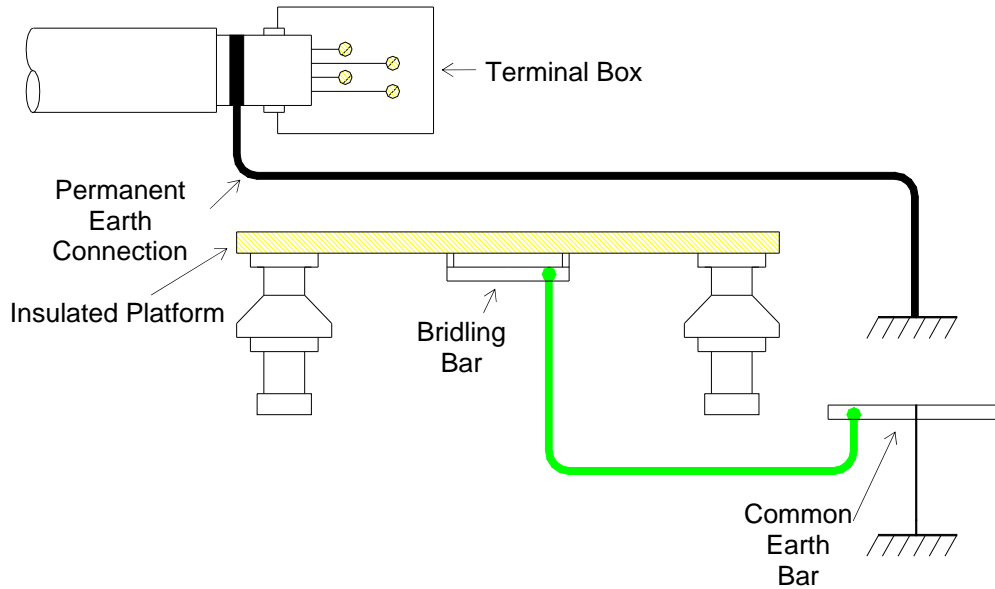 Terminal Box
Permanent
Earth
Connection
Insulated Platform
Bridling
Bar
Common
Earth
Bar